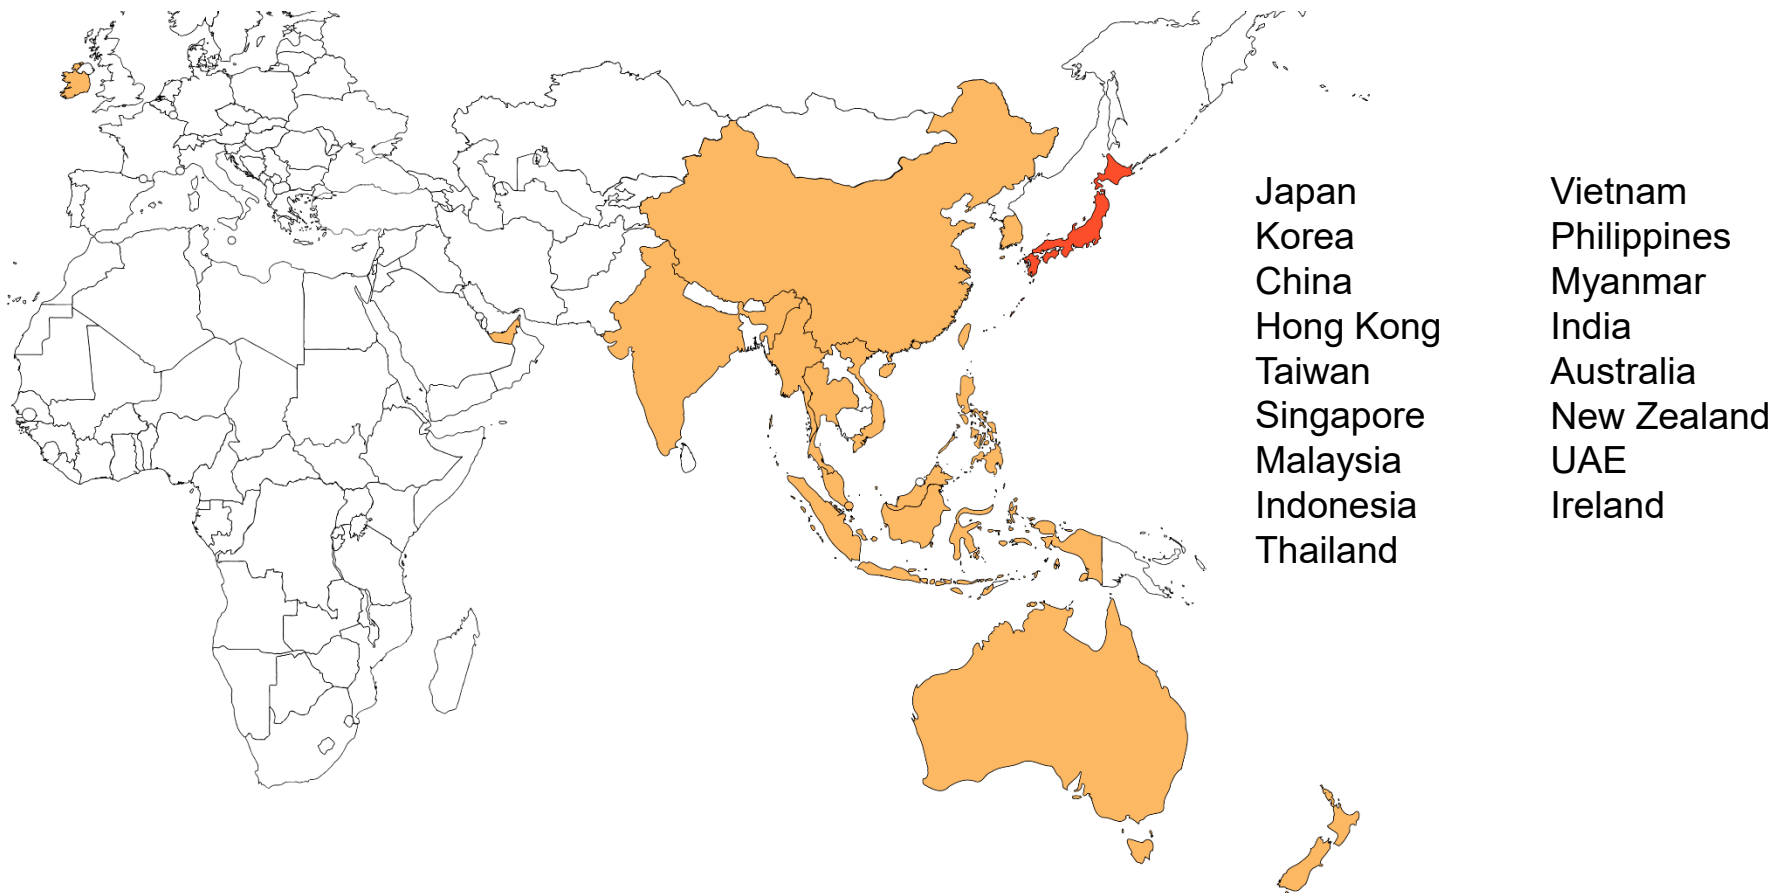 Japan
Korea
China
Hong Kong
Taiwan
Singapore
Malaysia
Indonesia
Thailand
Vietnam
Philippines
Myanmar
India
Australia
New Zealand
UAE
Ireland